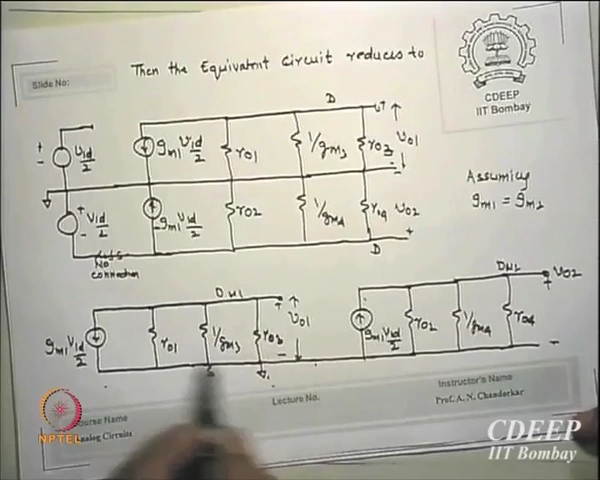 Then the Equivalent Circuit reduces to
Slide No:
CDEEP
IIT Bombay
D
+
Vid/2
-
gm1 Vid/2
ro1
1/gm3
ro3
Vo1
Assuming
gm1 = gm2
+
Vid/2
-
-gm1 Vid/2
ro2
1/gm4
ro4
Vo2
+
D
No
connection
DM1
+
Vo1
-
gm1 Vid/2
ro1
1/gm3
ro3
DM2
Vo2
+
gm1 Vid/2
ro2
1/gm4
ro4
-
Course Name
Analog Circuits
Lecture No.
Instructor's Name
Prof. A. N. Chandorkar
NPTEL
CDEEP
IIT Bombay